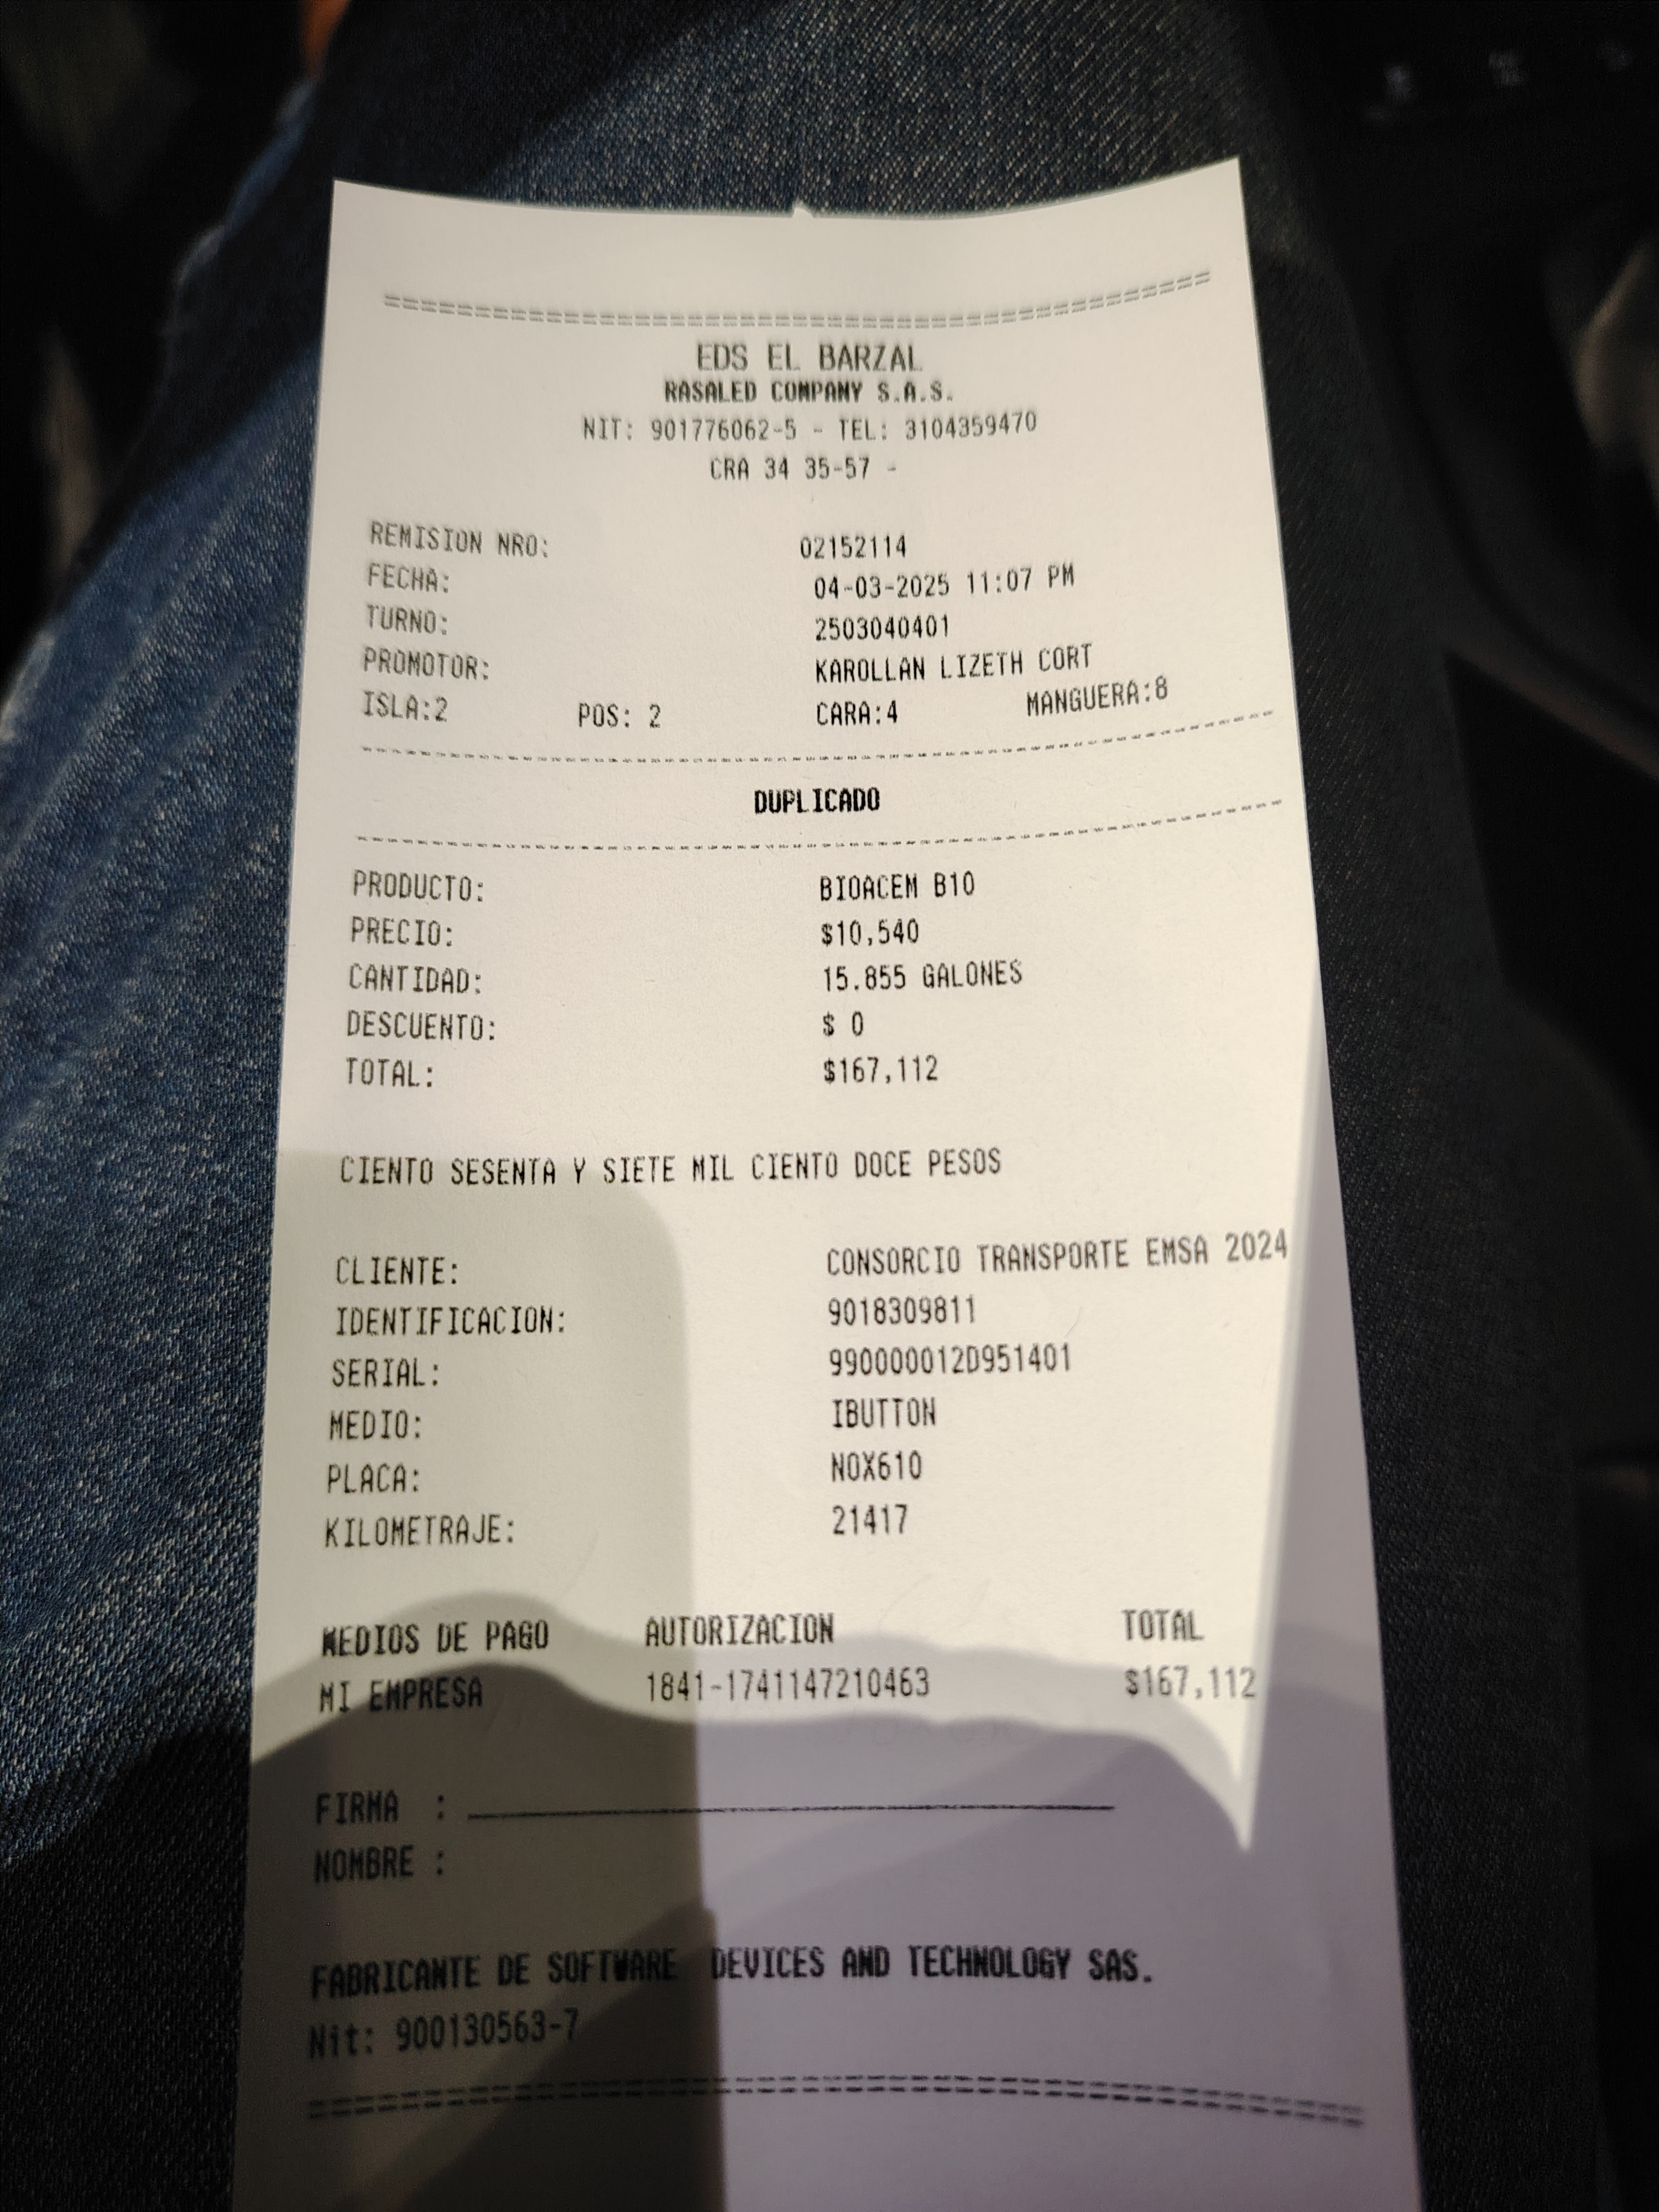 EDS EL BARZAL
RASALED COMPANY S.A.S.
NIT: 901776062-5 - TEL: 3104359470
CRA 34 35-57 -
REMISION NRO: 02152114
FECHA: 04-03-2025 11:07 PM
TURNO: 2503040401
PROMOTOR: KAROLLAN LIZETH CORT
ISLA:2 POS: 2 CARA:4 MANGUERA:8
DUPLICADO
PRODUCTO: BIOACEM B10
PRECIO: $10,540
CANTIDAD: 15.855 GALONES
DESCUENTO: $ 0
TOTAL: $167,112
CIENTO SESENTA Y SIETE MIL CIENTO DOCE PESOS
CLIENTE: CONSORCIO TRANSPORTE EMSA 2024
IDENTIFICACION: 9018309811
SERIAL: 990000012D951401
MEDIO: IBUTTON
PLACA: NOX610
KILOMETRAJE: 21417
MEDIOS DE PAGO AUTORIZACION TOTAL
MI EMPRESA 1841-1741147210463 $167,112
FIRMA :
NOMBRE :
FABRICANTE DE SOFTWARE DEVICES AND TECHNOLOGY SAS.
Nit: 900130563-7